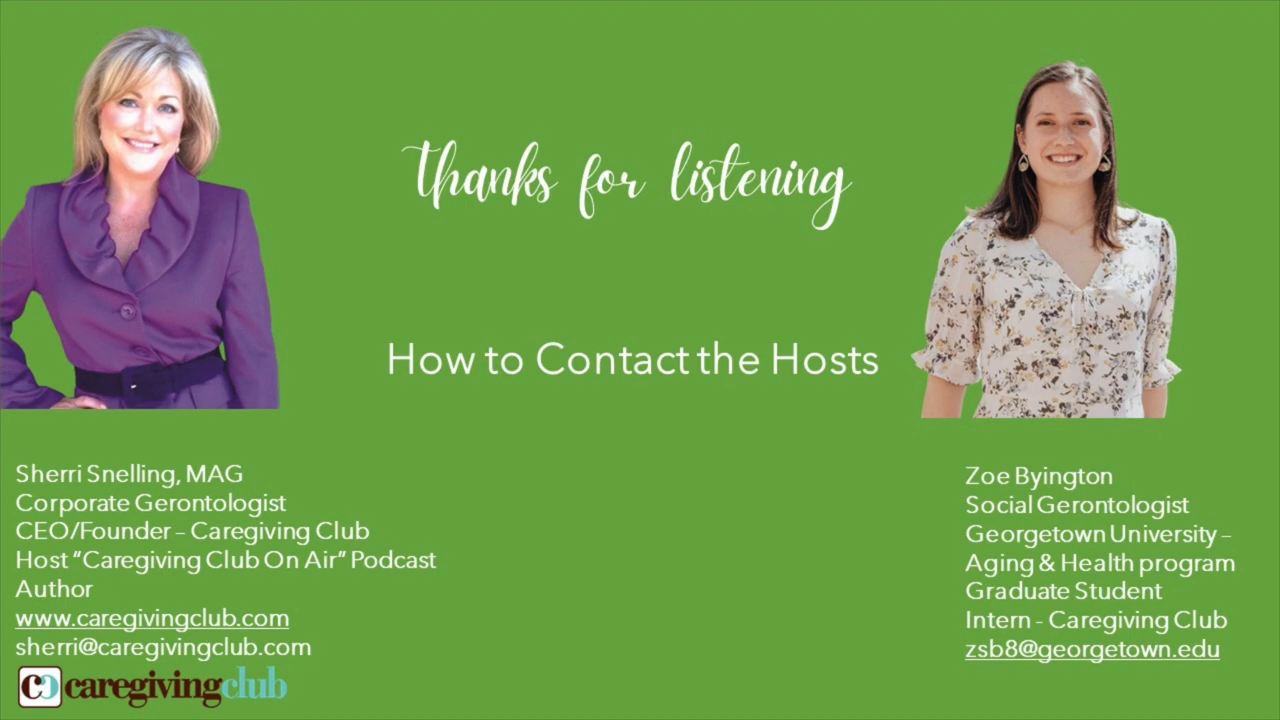 thanks for listening
How to Contact the Hosts
Sherri Snelling, MAG
Corporate Gerontologist
CEO/Founder – Caregiving Club
Host “Caregiving Club On Air” Podcast
Author
www.caregivingclub.com
sherri@caregivingclub.com
cc caregivingclub
Zoe Byington
Social Gerontologist
Georgetown University –
Aging & Health program
Graduate Student
Intern - Caregiving Club
zsb8@georgetown.edu